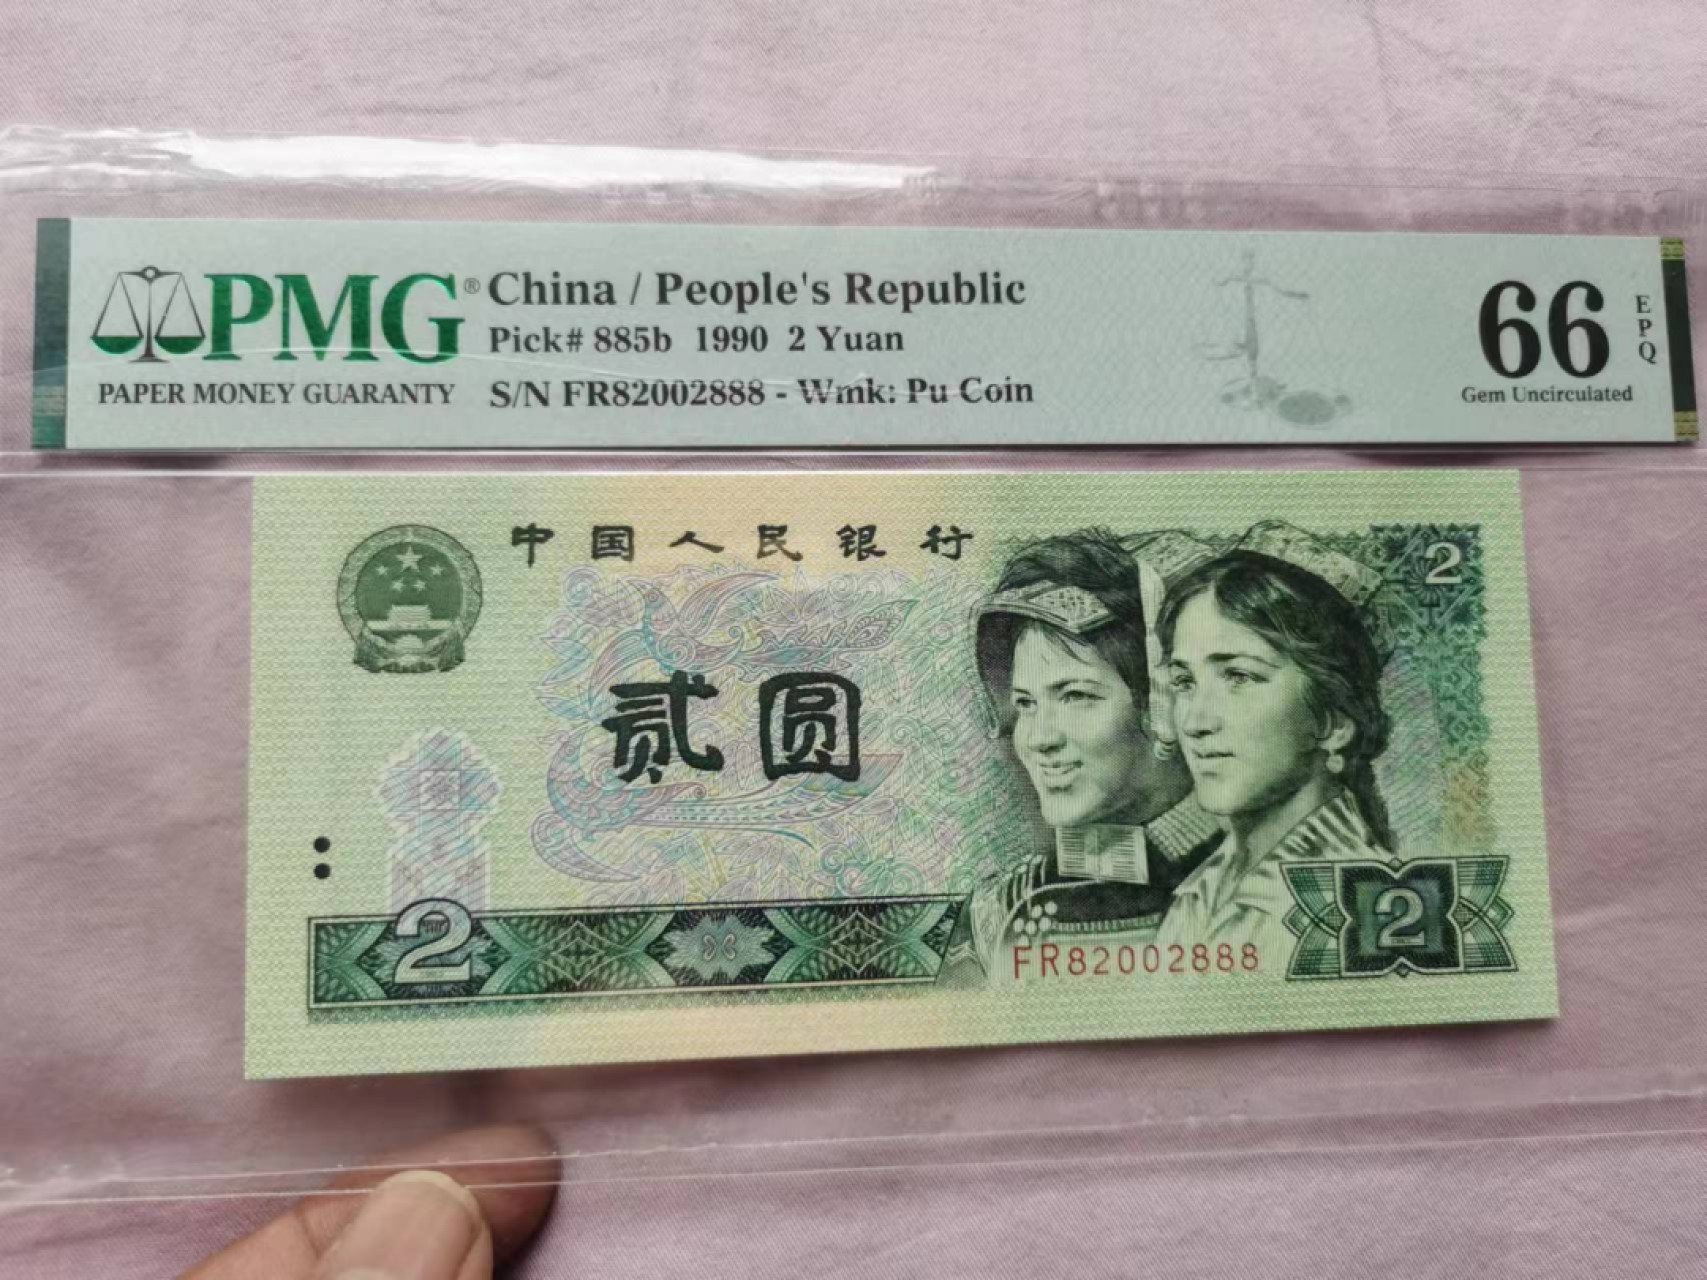 PMG® China / People's Republic
Pick# 885b 1990 2 Yuan
PAPER MONEY GUARANTY S/N FR82002888 - Wmk: Pu Coin
66 EPQ
Gem Uncirculated
中国人民银行
2
贰圆
2
2
FR82002888